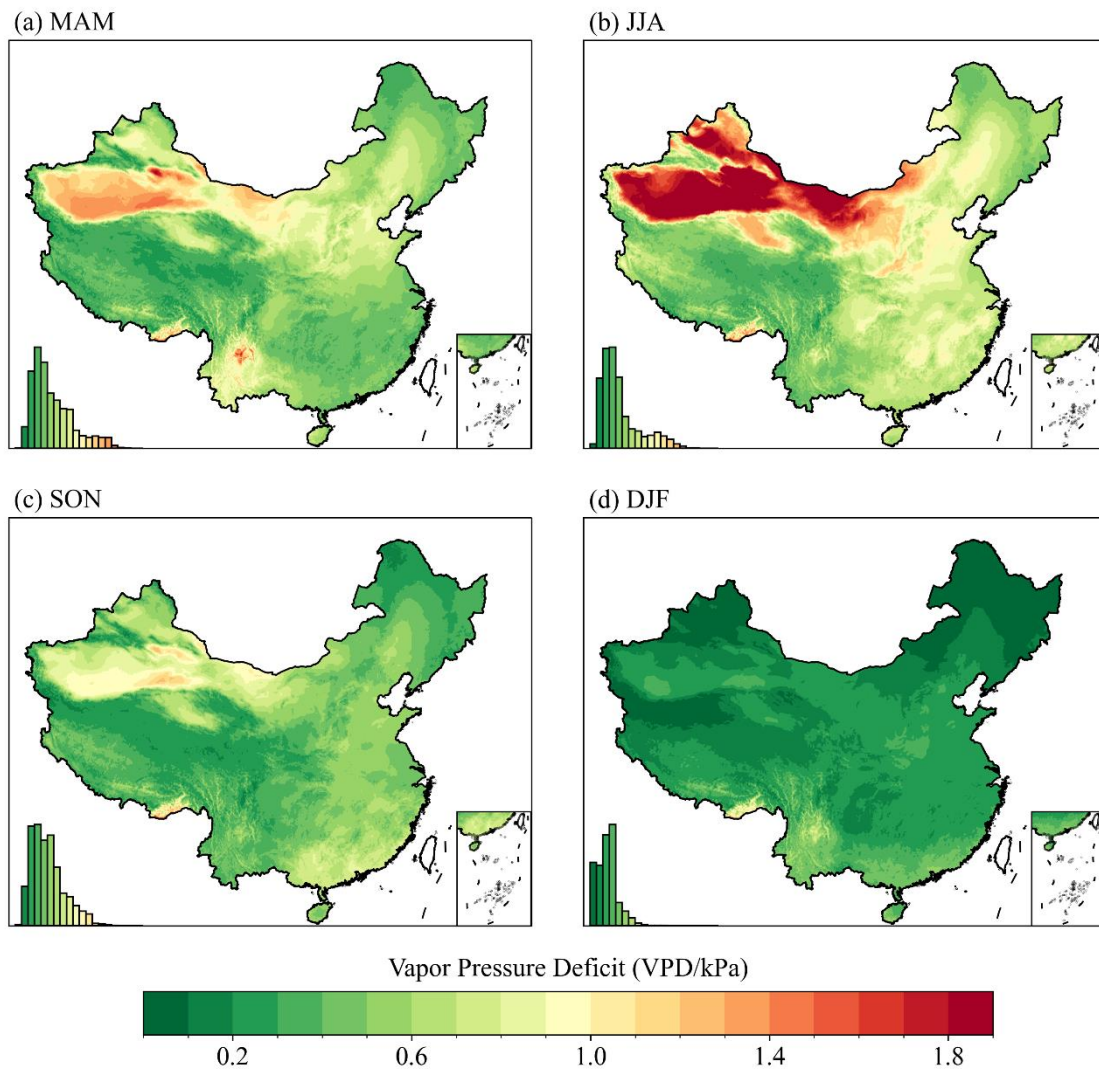 (a) MAM
(b) JJA
(c) SON
(d) DJF
Vapor Pressure Deficit (VPD/kPa)
0.2 0.6 1.0 1.4 1.8